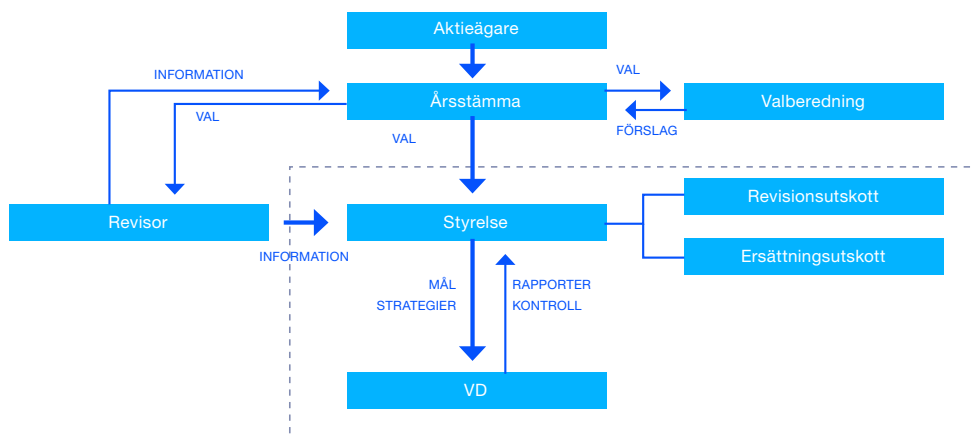 Aktieägare
INFORMATION
VAL
Årsstämma
Valberedning
VAL
FÖRSLAG
VAL
Revisionsutskott
Revisor
Styrelse
INFORMATION
Ersättningsutskott
MÅL
STRATEGIER
RAPPORTER
KONTROLL
VD